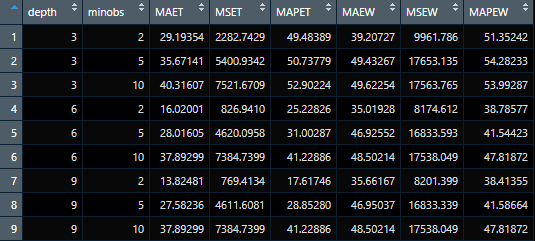 depth minobs MAET MSET MAPET MAEW MSEW MAPEW
1 3 2 29.19354 2282.7429 49.48389 39.20727 9961.786 51.35242
2 3 5 35.67141 5400.9342 50.73779 49.43267 17653.135 54.28233
3 3 10 40.31607 7521.6709 52.90224 49.62254 17563.765 53.99287
4 6 2 16.02001 826.9410 25.22826 35.01928 8174.612 38.78577
5 6 5 28.01605 4620.0958 31.00287 46.92552 16833.593 41.54423
6 6 10 37.89299 7384.7399 41.22886 48.50214 17538.049 47.81872
7 9 2 13.82481 769.4134 17.61746 35.66167 8201.399 38.41355
8 9 5 27.58236 4611.6081 28.85280 46.95037 16833.339 41.58664
9 9 10 37.89299 7384.7399 41.22886 48.50214 17538.049 47.81872